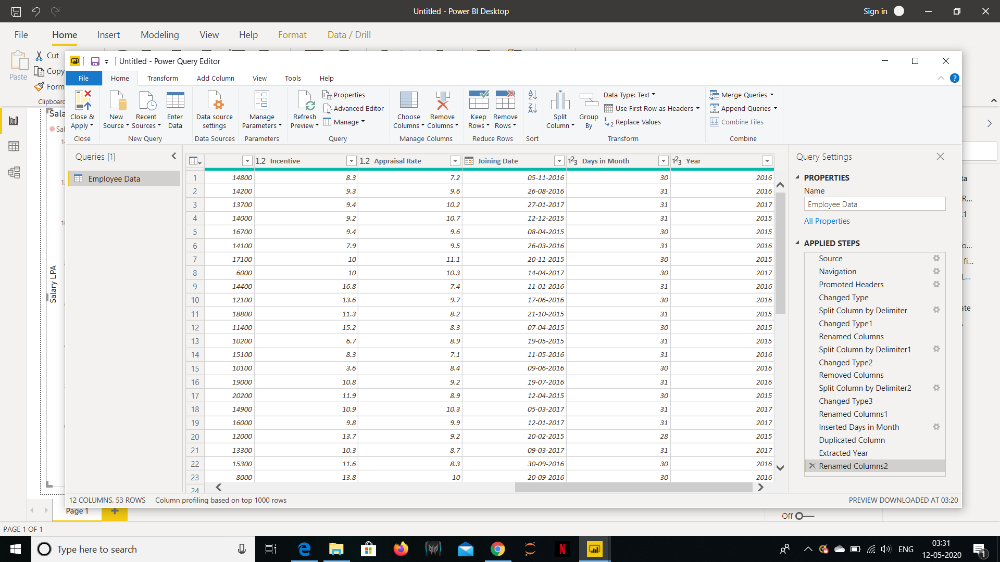 Untitled - Power BI Desktop
Sign in
File Home Insert Modeling View Help Format Data / Drill
Paste
Cut
Copy
Form
Clipboard
Untitled - Power Query Editor
File Home Transform Add Column View Tools Help
Close & Apply
New Source
Recent Sources
Enter Data
Data source settings
Manage Parameters
Refresh Preview
Properties
Advanced Editor
Manage
Choose Columns
Remove Columns
Keep Rows
Remove Rows
Split Column
Group By
Data Type: Text
Use First Row as Headers
Replace Values
Merge Queries
Append Queries
Combine Files
Close New Query Data Sources Parameters Query Manage Columns Reduce Rows Sort Transform Combine
Sala
Sal
Salary LPA
Queries [1]
Employee Data
1.2 Incentive 1.2 Appraisal Rate Joining Date 123 Days in Month 123 Year
1 14800 8.3 7.2 05-11-2016 30 2016
2 14200 9.3 9.6 26-08-2016 31 2016
3 13700 9.4 10.2 27-01-2017 31 2017
4 14000 9.2 10.7 12-12-2015 31 2015
5 16700 9.4 9.6 08-04-2015 30 2015
6 14100 7.9 9.5 26-03-2016 31 2016
7 17100 10 11.1 20-11-2015 30 2015
8 6000 10 10.3 14-04-2017 30 2017
9 14400 16.8 7.4 11-01-2016 31 2016
10 12100 13.6 9.7 17-06-2016 30 2016
11 18800 11.3 8.2 21-10-2015 31 2015
12 11400 15.2 8.3 07-04-2015 30 2015
13 10200 6.7 8.9 19-05-2015 31 2015
14 15100 8.3 7.1 11-05-2016 31 2016
15 10100 3.6 8.4 09-06-2016 30 2016
16 19000 10.8 9.2 19-07-2016 31 2016
17 20200 11.9 8.9 12-04-2015 30 2015
18 14900 10.9 10.3 05-03-2017 31 2017
19 16000 9.8 9.9 12-01-2017 31 2017
20 12000 13.7 9.2 20-02-2015 28 2015
21 13300 10.3 8.7 09-03-2017 31 2017
22 15300 11.6 8.3 30-09-2016 30 2016
23 8000 13.8 10 20-09-2016 30 2016
24
Query Settings
PROPERTIES
Name
Employee Data
All Properties
APPLIED STEPS
Source
Navigation
Promoted Headers
Changed Type
Split Column by Delimiter
Changed Type1
Renamed Columns
Split Column by Delimiter1
Changed Type2
Removed Columns
Split Column by Delimiter2
Changed Type3
Renamed Columns1
Inserted Days in Month
Duplicated Column
Extracted Year
Renamed Columns2
12 COLUMNS, 53 ROWS Column profiling based on top 1000 rows
PREVIEW DOWNLOADED AT 03:20
Page 1
Off
PAGE 1 OF 1
Type here to search
ENG
03:31
12-05-2020
1